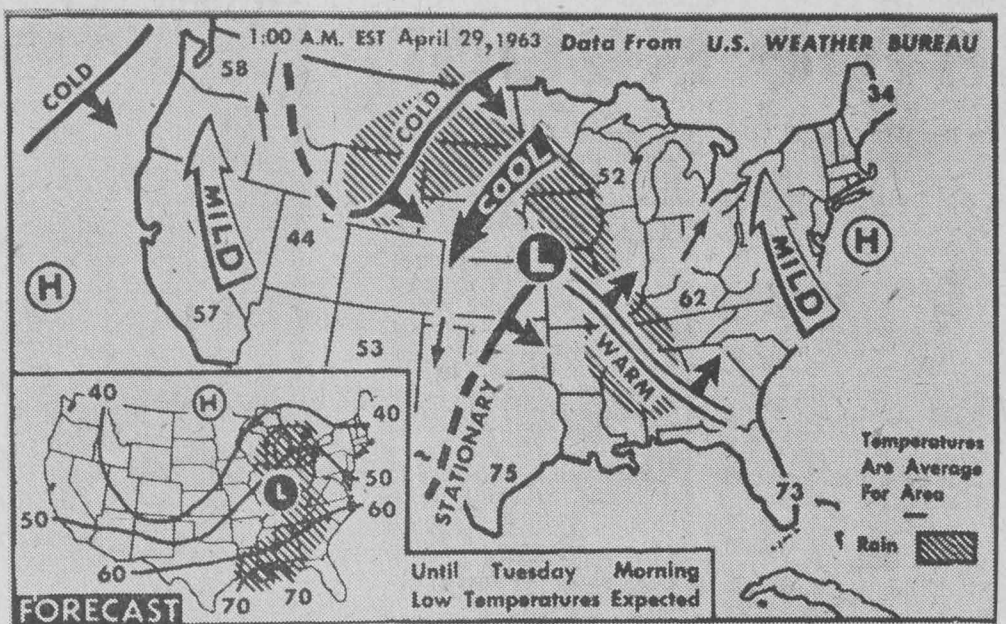 1:00 A.M. EST April 29, 1963 Data From U.S. WEATHER BUREAU
COLD
58
COLD
34
MILD
COOL
52
44
L
H
H
57
62
MILD
53
WARM
STATIONARY
75
73
Temperatures
Are Average
For Area
Rain
40
H
40
L
50
50
60
60
70
70
FORECAST
Until Tuesday Morning
Low Temperatures Expected